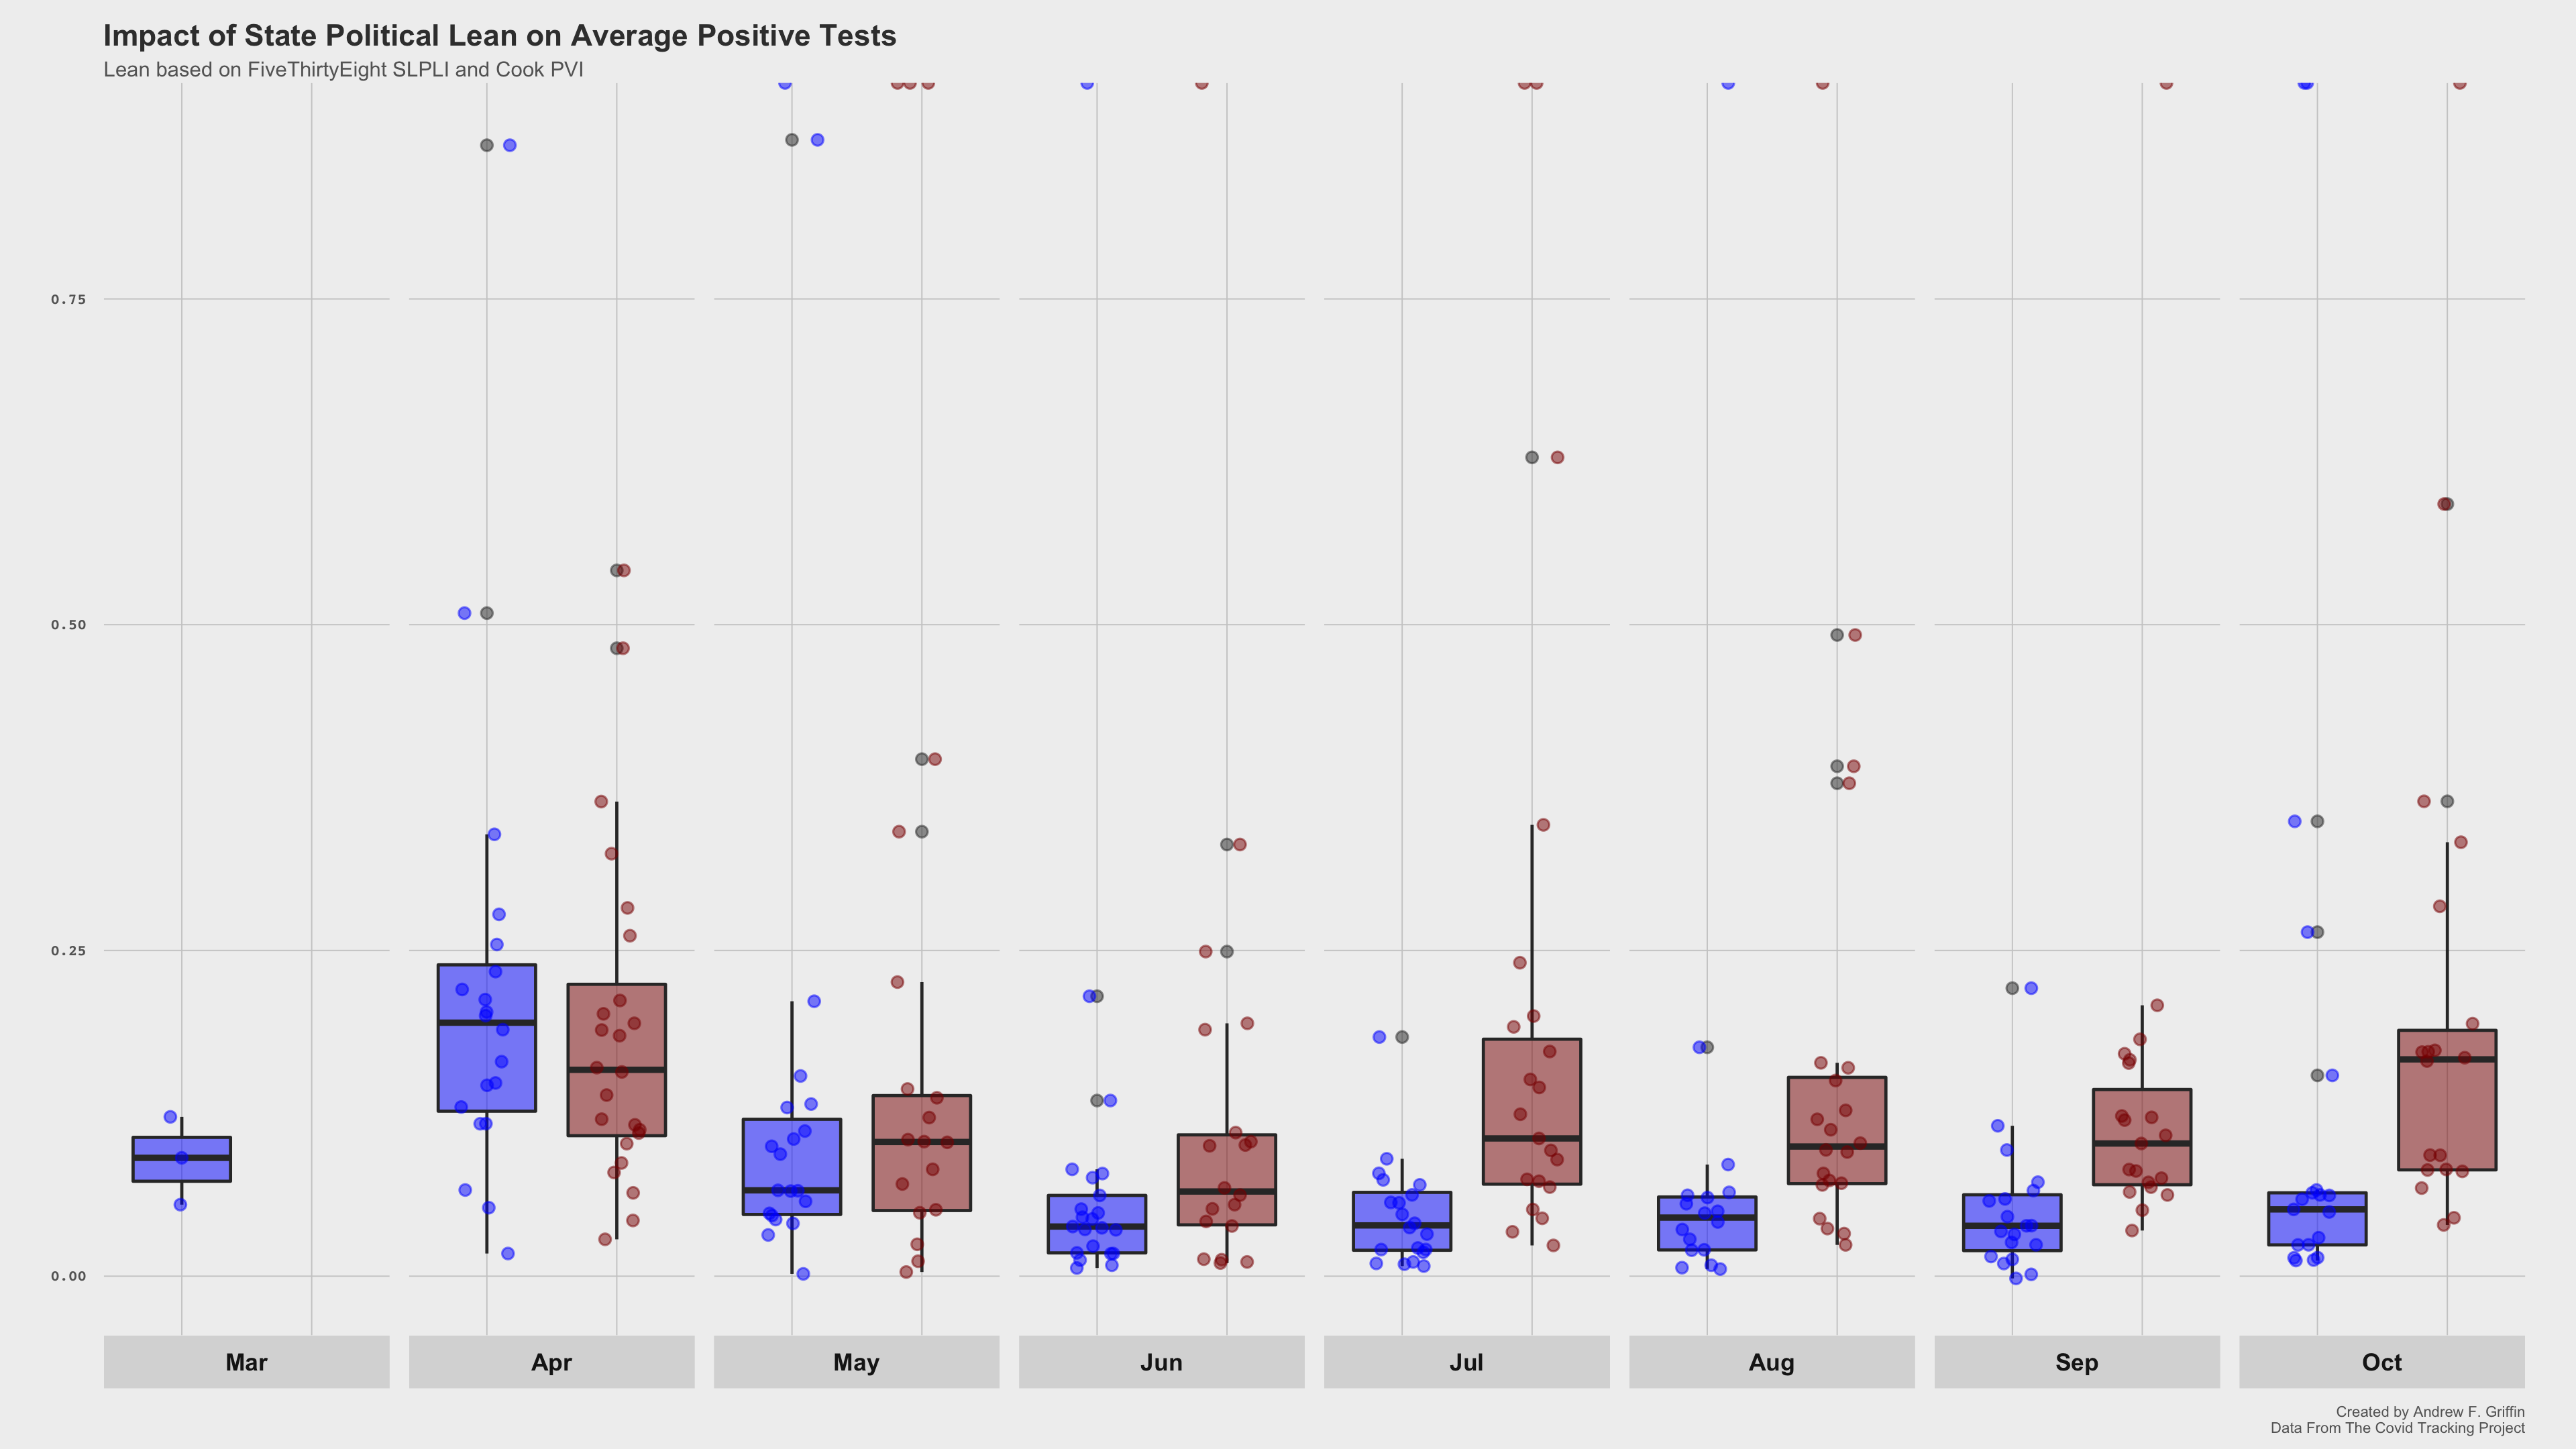 Impact of State Political Lean on Average Positive Tests
Lean based on FiveThirtyEight SLPLI and Cook PVI
0.75
0.50
0.25
0.00
Mar Apr May Jun Jul Aug Sep Oct
Created by Andrew F. Griffin
Data From The Covid Tracking Project